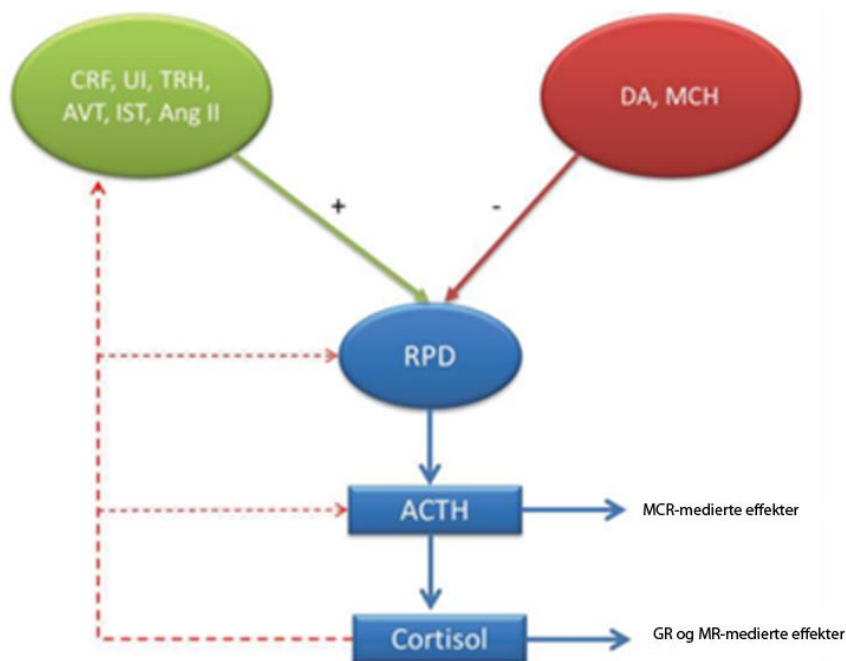 CRF, UI, TRH,
AVT, IST, Ang II
DA, MCH
+
-
RPD
ACTH
MCR-medierte effekter
Cortisol
GR og MR-medierte effekter